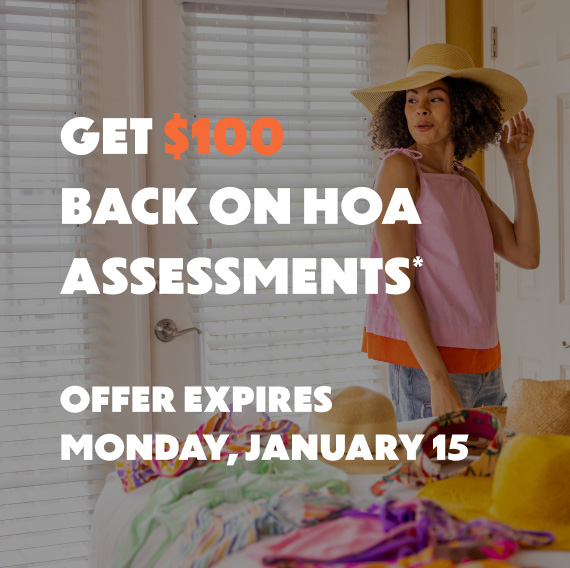 GET $100
BACK ON HOA
ASSESSMENTS*
OFFER EXPIRES
MONDAY, JANUARY 15